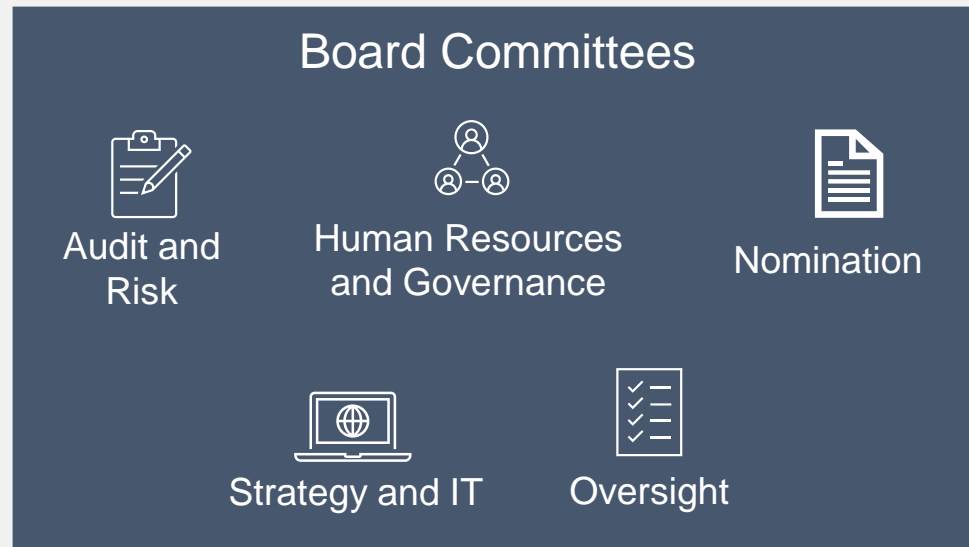 Board Committees
Audit and
Risk
Human Resources
and Governance
Nomination
Strategy and IT
Oversight